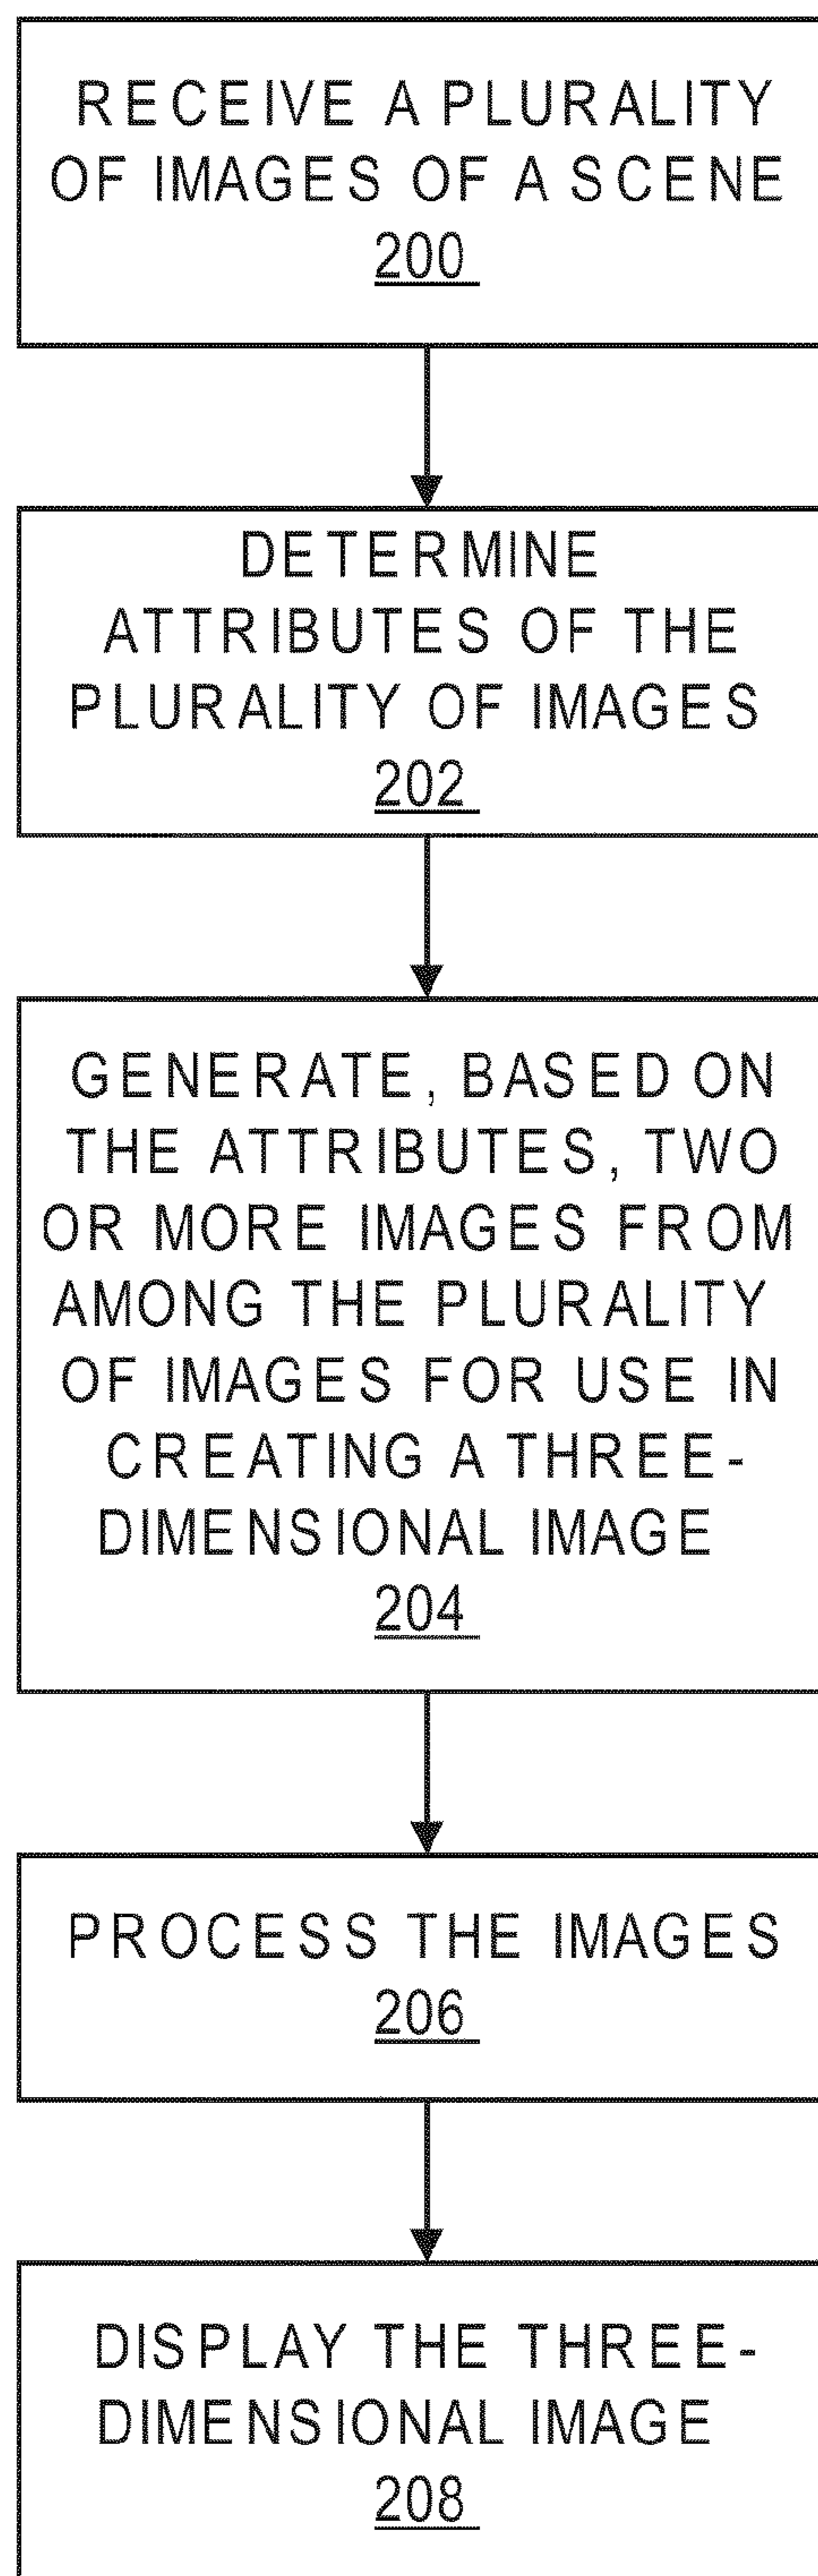 RECEIVE A PLURALITY
OF IMAGES OF A SCENE
200
DETERMINE
ATTRIBUTES OF THE
PLURALITY OF IMAGES
202
GENERATE, BASED ON
THE ATTRIBUTES, TWO
OR MORE IMAGES FROM
AMONG THE PLURALITY
OF IMAGES FOR USE IN
CREATING A THREE-
DIMENSIONAL IMAGE
204
PROCESS THE IMAGES
206
DISPLAY THE THREE-
DIMENSIONAL IMAGE
208